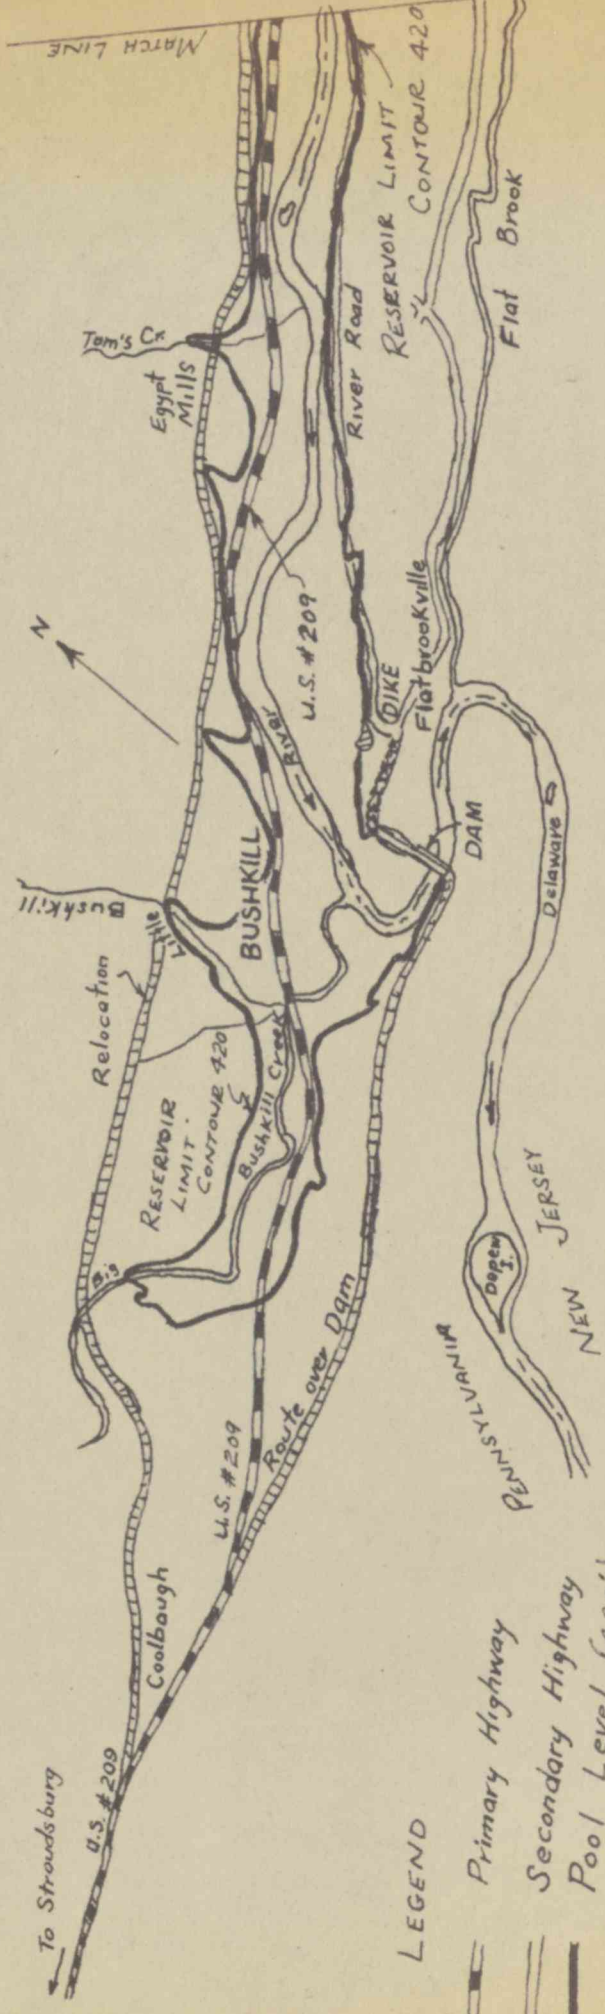 MATCH LINE
Tom's Cr.
Egypt
Mills
River Road
RESERVOIR LIMIT
CONTOUR 420
Flat Brook
N
U.S. #209
River
DIKE
Flatbrookville
DAM
Delaware
BUSHKILL
Little
Bushkill
Relocation
RESERVOIR
LIMIT
CONTOUR 420
Bushkill Creek
Big
Route over Dam
U.S. #209
Coolbaugh
U.S. #209
To Stroudsburg
I.
PENNSYLVANIA
NEW JERSEY
LEGEND
Primary Highway
Secondary Highway
Pool Level